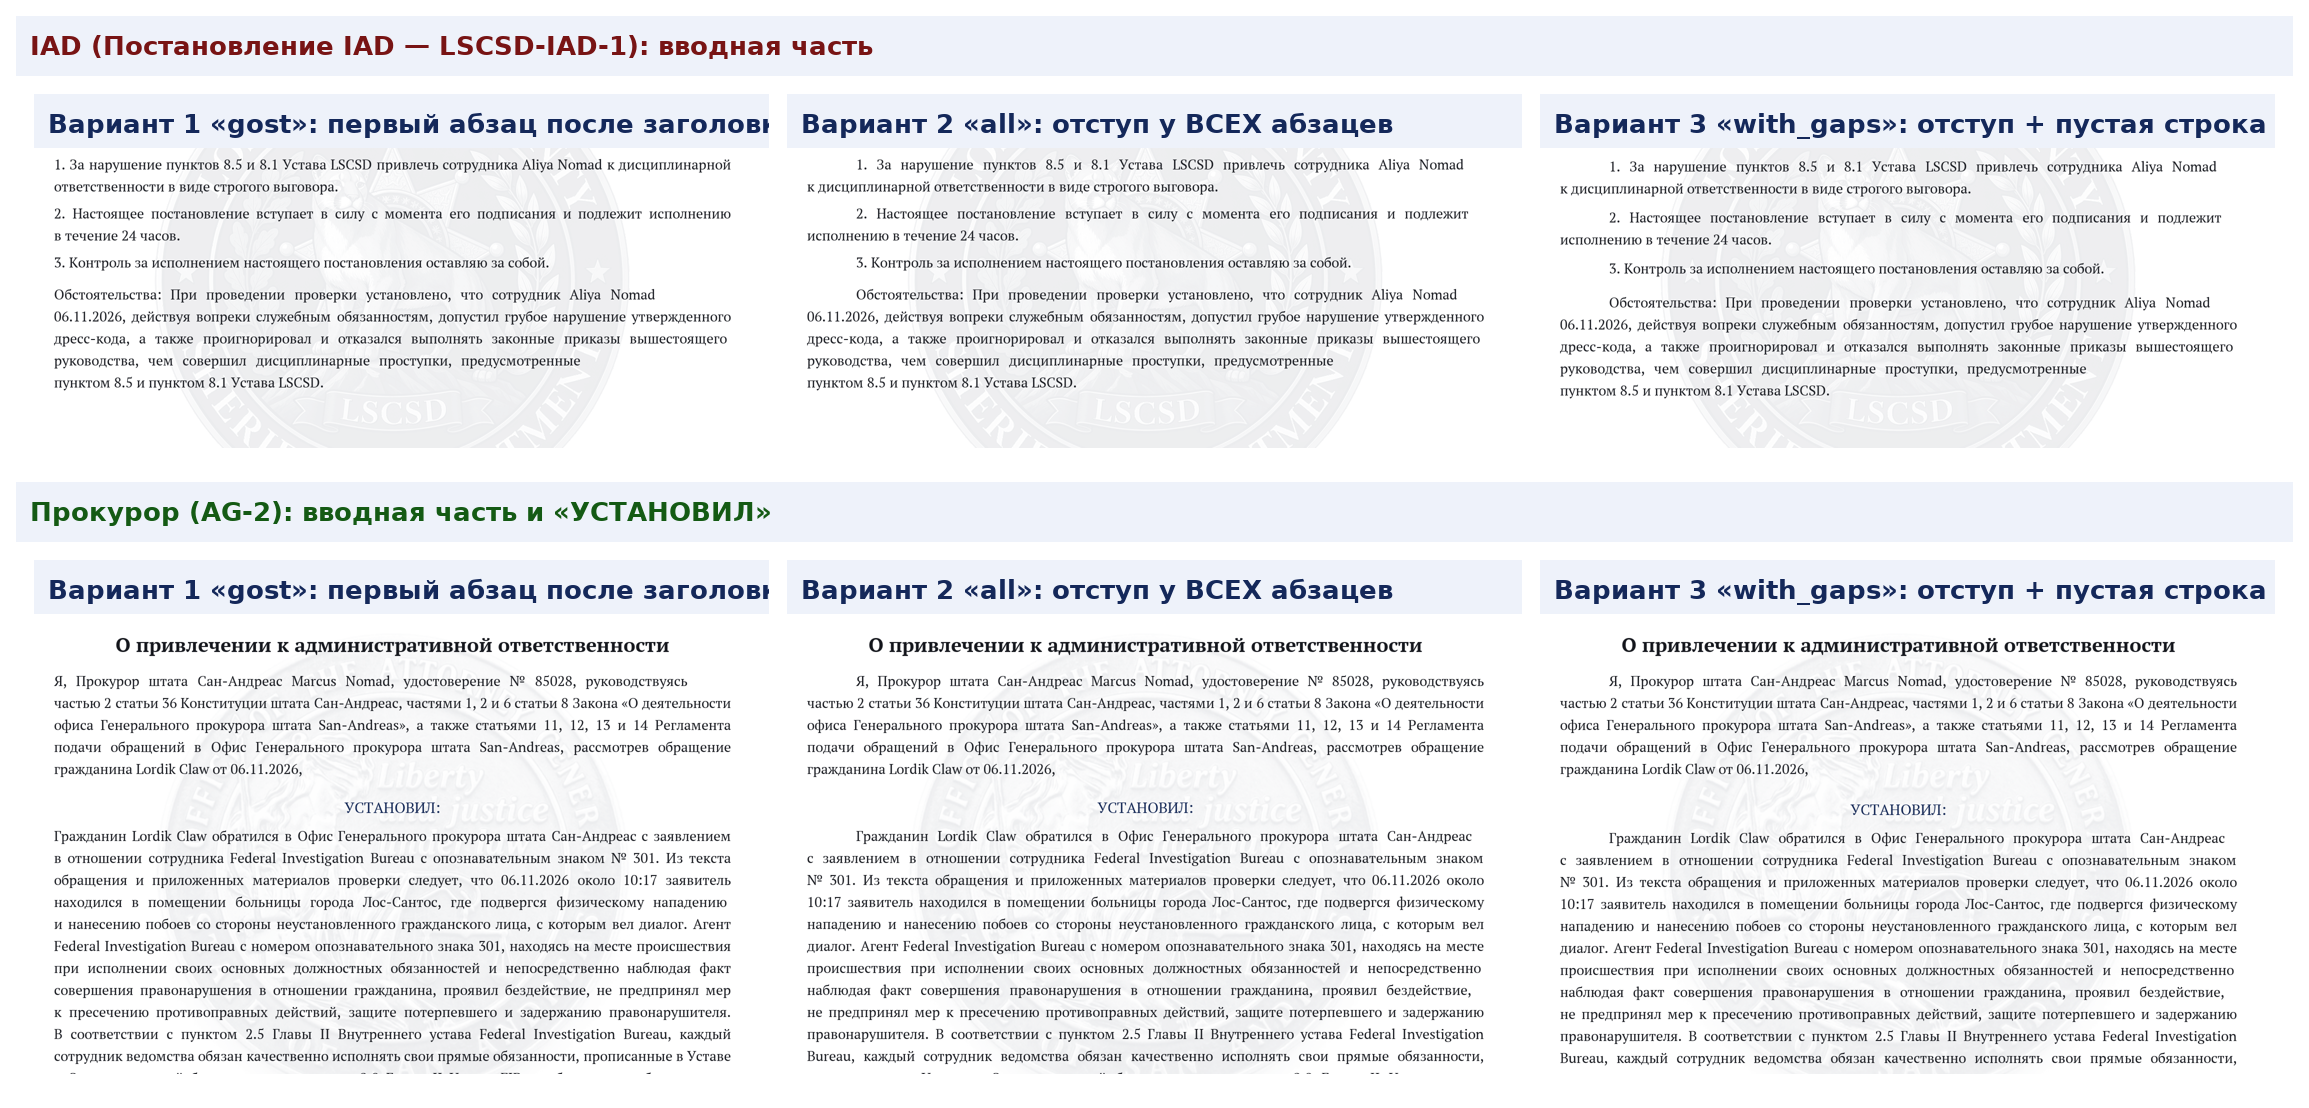 IAD (Постановление IAD — LSCSD-IAD-1): вводная часть
Вариант 1 «gost»: первый абзац после заголовк
1. За нарушение пунктов 8.5 и 8.1 Устава LSCSD привлечь сотрудника Aliya Nomad к дисциплинарной
ответственности в виде строгого выговора.
2. Настоящее постановление вступает в силу с момента его подписания и подлежит исполнению
в течение 24 часов.
3. Контроль за исполнением настоящего постановления оставляю за собой.
Обстоятельства: При проведении проверки установлено, что сотрудник Aliya Nomad
06.11.2026, действуя вопреки служебным обязанностям, допустил грубое нарушение утвержденного
дресс-кода, а также проигнорировал и отказался выполнять законные приказы вышестоящего
руководства, чем совершил дисциплинарные проступки, предусмотренные
пунктом 8.5 и пунктом 8.1 Устава LSCSD.
LSCSD
Вариант 2 «all»: отступ у ВСЕХ абзацев
1. За нарушение пунктов 8.5 и 8.1 Устава LSCSD привлечь сотрудника Aliya Nomad
к дисциплинарной ответственности в виде строгого выговора.
2. Настоящее постановление вступает в силу с момента его подписания и подлежит
исполнению в течение 24 часов.
3. Контроль за исполнением настоящего постановления оставляю за собой.
Обстоятельства: При проведении проверки установлено, что сотрудник Aliya Nomad
06.11.2026, действуя вопреки служебным обязанностям, допустил грубое нарушение утвержденного
дресс-кода, а также проигнорировал и отказался выполнять законные приказы вышестоящего
руководства, чем совершил дисциплинарные проступки, предусмотренные
пунктом 8.5 и пунктом 8.1 Устава LSCSD.
LSCSD
Вариант 3 «with_gaps»: отступ + пустая строка
1. За нарушение пунктов 8.5 и 8.1 Устава LSCSD привлечь сотрудника Aliya Nomad
к дисциплинарной ответственности в виде строгого выговора.
2. Настоящее постановление вступает в силу с момента его подписания и подлежит
исполнению в течение 24 часов.
3. Контроль за исполнением настоящего постановления оставляю за собой.
Обстоятельства: При проведении проверки установлено, что сотрудник Aliya Nomad
06.11.2026, действуя вопреки служебным обязанностям, допустил грубое нарушение утвержденного
дресс-кода, а также проигнорировал и отказался выполнять законные приказы вышестоящего
руководства, чем совершил дисциплинарные проступки, предусмотренные
пунктом 8.5 и пунктом 8.1 Устава LSCSD.
LSCSD
Прокурор (AG-2): вводная часть и «УСТАНОВИЛ»
Вариант 1 «gost»: первый абзац после заголовк
О привлечении к административной ответственности
Я, Прокурор штата Сан-Андреас Marcus Nomad, удостоверение № 85028, руководствуясь
частью 2 статьи 36 Конституции штата Сан-Андреас, частями 1, 2 и 6 статьи 8 Закона «О деятельности
офиса Генерального прокурора штата San-Andreas», а также статьями 11, 12, 13 и 14 Регламента
подачи обращений в Офис Генерального прокурора штата San-Andreas, рассмотрев обращение
гражданина Lordik Claw от 06.11.2026,
УСТАНОВИЛ:
Гражданин Lordik Claw обратился в Офис Генерального прокурора штата Сан-Андреас с заявлением
в отношении сотрудника Federal Investigation Bureau с опознавательным знаком № 301. Из текста
обращения и приложенных материалов проверки следует, что 06.11.2026 около 10:17 заявитель
находился в помещении больницы города Лос-Сантос, где подвергся физическому нападению
и нанесению побоев со стороны неустановленного гражданского лица, с которым вел диалог. Агент
Federal Investigation Bureau с номером опознавательного знака 301, находясь на месте происшествия
при исполнении своих основных должностных обязанностей и непосредственно наблюдая факт
совершения правонарушения в отношении гражданина, проявил бездействие, не предпринял мер
к пресечению противоправных действий, защите потерпевшего и задержанию правонарушителя.
В соответствии с пунктом 2.5 Главы II Внутреннего устава Federal Investigation Bureau, каждый
сотрудник ведомства обязан качественно исполнять свои прямые обязанности, прописанные в Уставе
Вариант 2 «all»: отступ у ВСЕХ абзацев
О привлечении к административной ответственности
Я, Прокурор штата Сан-Андреас Marcus Nomad, удостоверение № 85028, руководствуясь
частью 2 статьи 36 Конституции штата Сан-Андреас, частями 1, 2 и 6 статьи 8 Закона «О деятельности
офиса Генерального прокурора штата San-Andreas», а также статьями 11, 12, 13 и 14 Регламента
подачи обращений в Офис Генерального прокурора штата San-Andreas, рассмотрев обращение
гражданина Lordik Claw от 06.11.2026,
УСТАНОВИЛ:
Гражданин Lordik Claw обратился в Офис Генерального прокурора штата Сан-Андреас
с заявлением в отношении сотрудника Federal Investigation Bureau с опознавательным знаком
№ 301. Из текста обращения и приложенных материалов проверки следует, что 06.11.2026 около
10:17 заявитель находился в помещении больницы города Лос-Сантос, где подвергся физическому
нападению и нанесению побоев со стороны неустановленного гражданского лица, с которым вел
диалог. Агент Federal Investigation Bureau с номером опознавательного знака 301, находясь на месте
происшествия при исполнении своих основных должностных обязанностей и непосредственно
наблюдая факт совершения правонарушения в отношении гражданина, проявил бездействие,
не предпринял мер к пресечению противоправных действий, защите потерпевшего и задержанию
правонарушителя. В соответствии с пунктом 2.5 Главы II Внутреннего устава Federal Investigation
Bureau, каждый сотрудник ведомства обязан качественно исполнять свои прямые обязанности,
Вариант 3 «with_gaps»: отступ + пустая строка
О привлечении к административной ответственности
Я, Прокурор штата Сан-Андреас Marcus Nomad, удостоверение № 85028, руководствуясь
частью 2 статьи 36 Конституции штата Сан-Андреас, частями 1, 2 и 6 статьи 8 Закона «О деятельности
офиса Генерального прокурора штата San-Andreas», а также статьями 11, 12, 13 и 14 Регламента
подачи обращений в Офис Генерального прокурора штата San-Andreas, рассмотрев обращение
гражданина Lordik Claw от 06.11.2026,
УСТАНОВИЛ:
Гражданин Lordik Claw обратился в Офис Генерального прокурора штата Сан-Андреас
с заявлением в отношении сотрудника Federal Investigation Bureau с опознавательным знаком
№ 301. Из текста обращения и приложенных материалов проверки следует, что 06.11.2026 около
10:17 заявитель находился в помещении больницы города Лос-Сантос, где подвергся физическому
нападению и нанесению побоев со стороны неустановленного гражданского лица, с которым вел
диалог. Агент Federal Investigation Bureau с номером опознавательного знака 301, находясь на месте
происшествия при исполнении своих основных должностных обязанностей и непосредственно
наблюдая факт совершения правонарушения в отношении гражданина, проявил бездействие,
не предпринял мер к пресечению противоправных действий, защите потерпевшего и задержанию
правонарушителя. В соответствии с пунктом 2.5 Главы II Внутреннего устава Federal Investigation
Bureau, каждый сотрудник ведомства обязан качественно исполнять свои прямые обязанности,